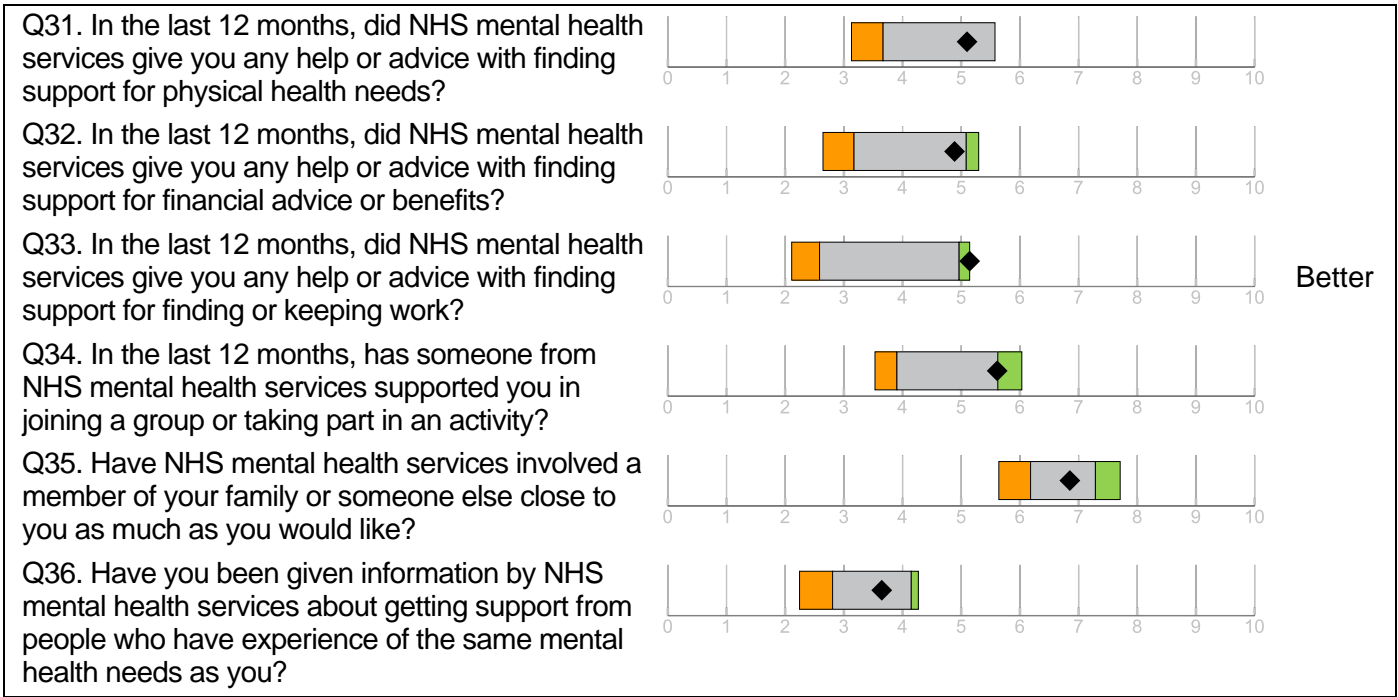 Q31. In the last 12 months, did NHS mental health
services give you any help or advice with finding
support for physical health needs?
0 1 2 3 4 5 6 7 8 9 10
Q32. In the last 12 months, did NHS mental health
services give you any help or advice with finding
support for financial advice or benefits?
0 1 2 3 4 5 6 7 8 9 10
Q33. In the last 12 months, did NHS mental health
services give you any help or advice with finding
support for finding or keeping work?
0 1 2 3 4 5 6 7 8 9 10
Better
Q34. In the last 12 months, has someone from
NHS mental health services supported you in
joining a group or taking part in an activity?
0 1 2 3 4 5 6 7 8 9 10
Q35. Have NHS mental health services involved a
member of your family or someone else close to
you as much as you would like?
0 1 2 3 4 5 6 7 8 9 10
Q36. Have you been given information by NHS
mental health services about getting support from
people who have experience of the same mental
health needs as you?
0 1 2 3 4 5 6 7 8 9 10